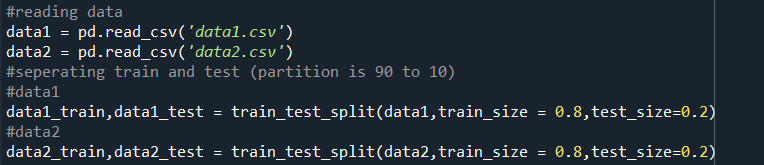 #reading data
data1 = pd.read_csv('data1.csv')
data2 = pd.read_csv('data2.csv')
#seperating train and test (partition is 90 to 10)
#data1
data1_train,data1_test = train_test_split(data1,train_size = 0.8,test_size=0.2)
#data2
data2_train,data2_test = train_test_split(data2,train_size = 0.8,test_size=0.2)